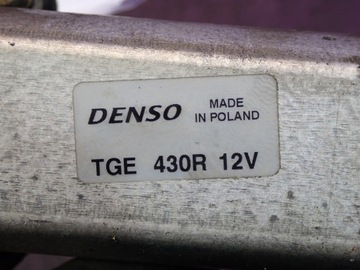 DENSO MADE
IN POLAND
TGE 430R 12V